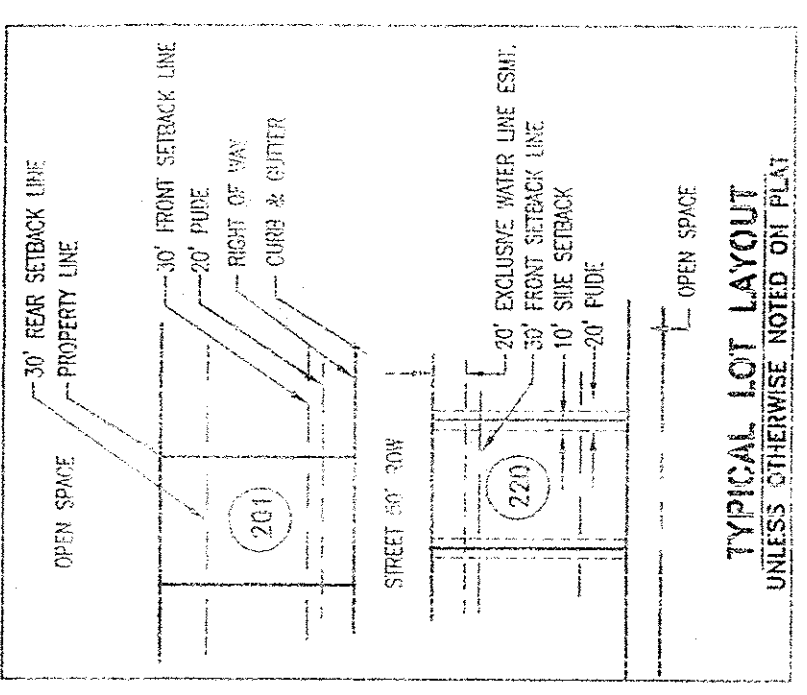 30' REAR SETBACK LINE
PROPERTY LINE
OPEN SPACE
30' FRONT SETBACK LINE
20' PUDE
RIGHT OF WAY
CURB & GUTTER
201
STREET 50' ROW
20' EXCLUSIVE WATER LINE ESMT.
30' FRONT SETBACK LINE
10' SIDE SETBACK
20' PUDE
220
OPEN SPACE
TYPICAL LOT LAYOUT
UNLESS OTHERWISE NOTED ON PLAT